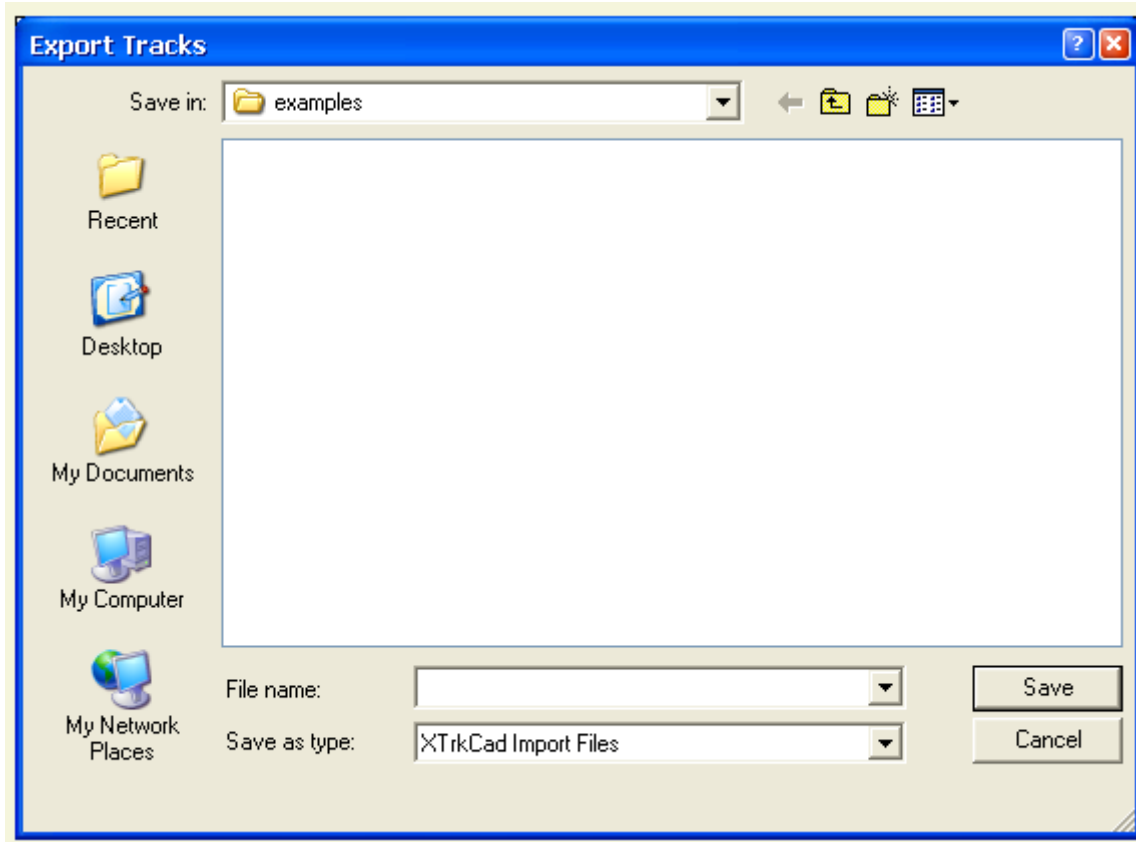 Export Tracks
Save in: examples
Recent
Desktop
My Documents
My Computer
My Network
Places
File name:
Save
Save as type: XTrkCad Import Files
Cancel